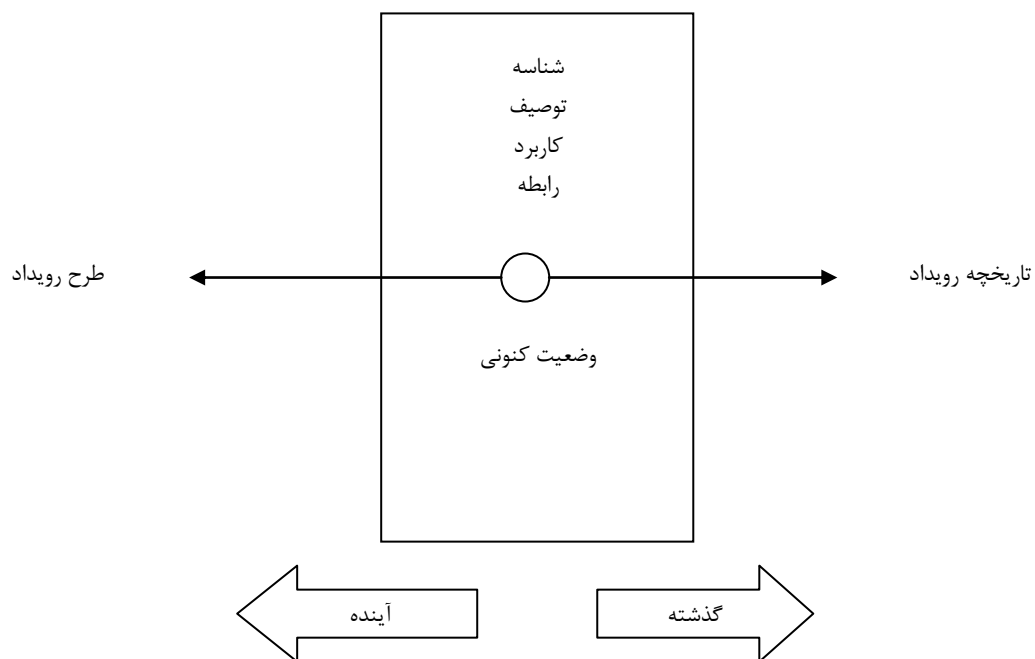 شناسه
توصیف
کاربرد
رابطه
تاریخچه رویداد
طرح رویداد
وضعیت کنونی
گذشته
آینده